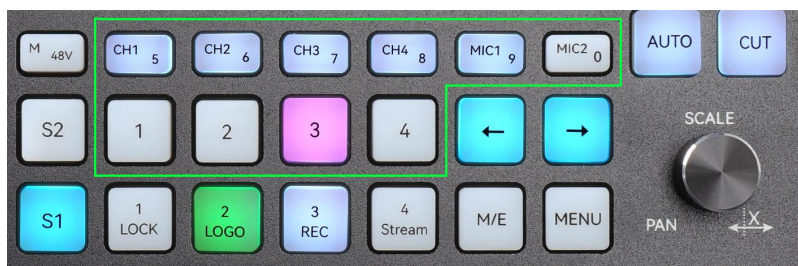 M 48V
CH1 5
CH2 6
CH3 7
CH4 8
MIC1 9
MIC2 0
AUTO
CUT
S2
1
2
3
4
←
→
SCALE
S1
1
LOCK
2
LOGO
3
REC
4
Stream
M/E
MENU
PAN
X